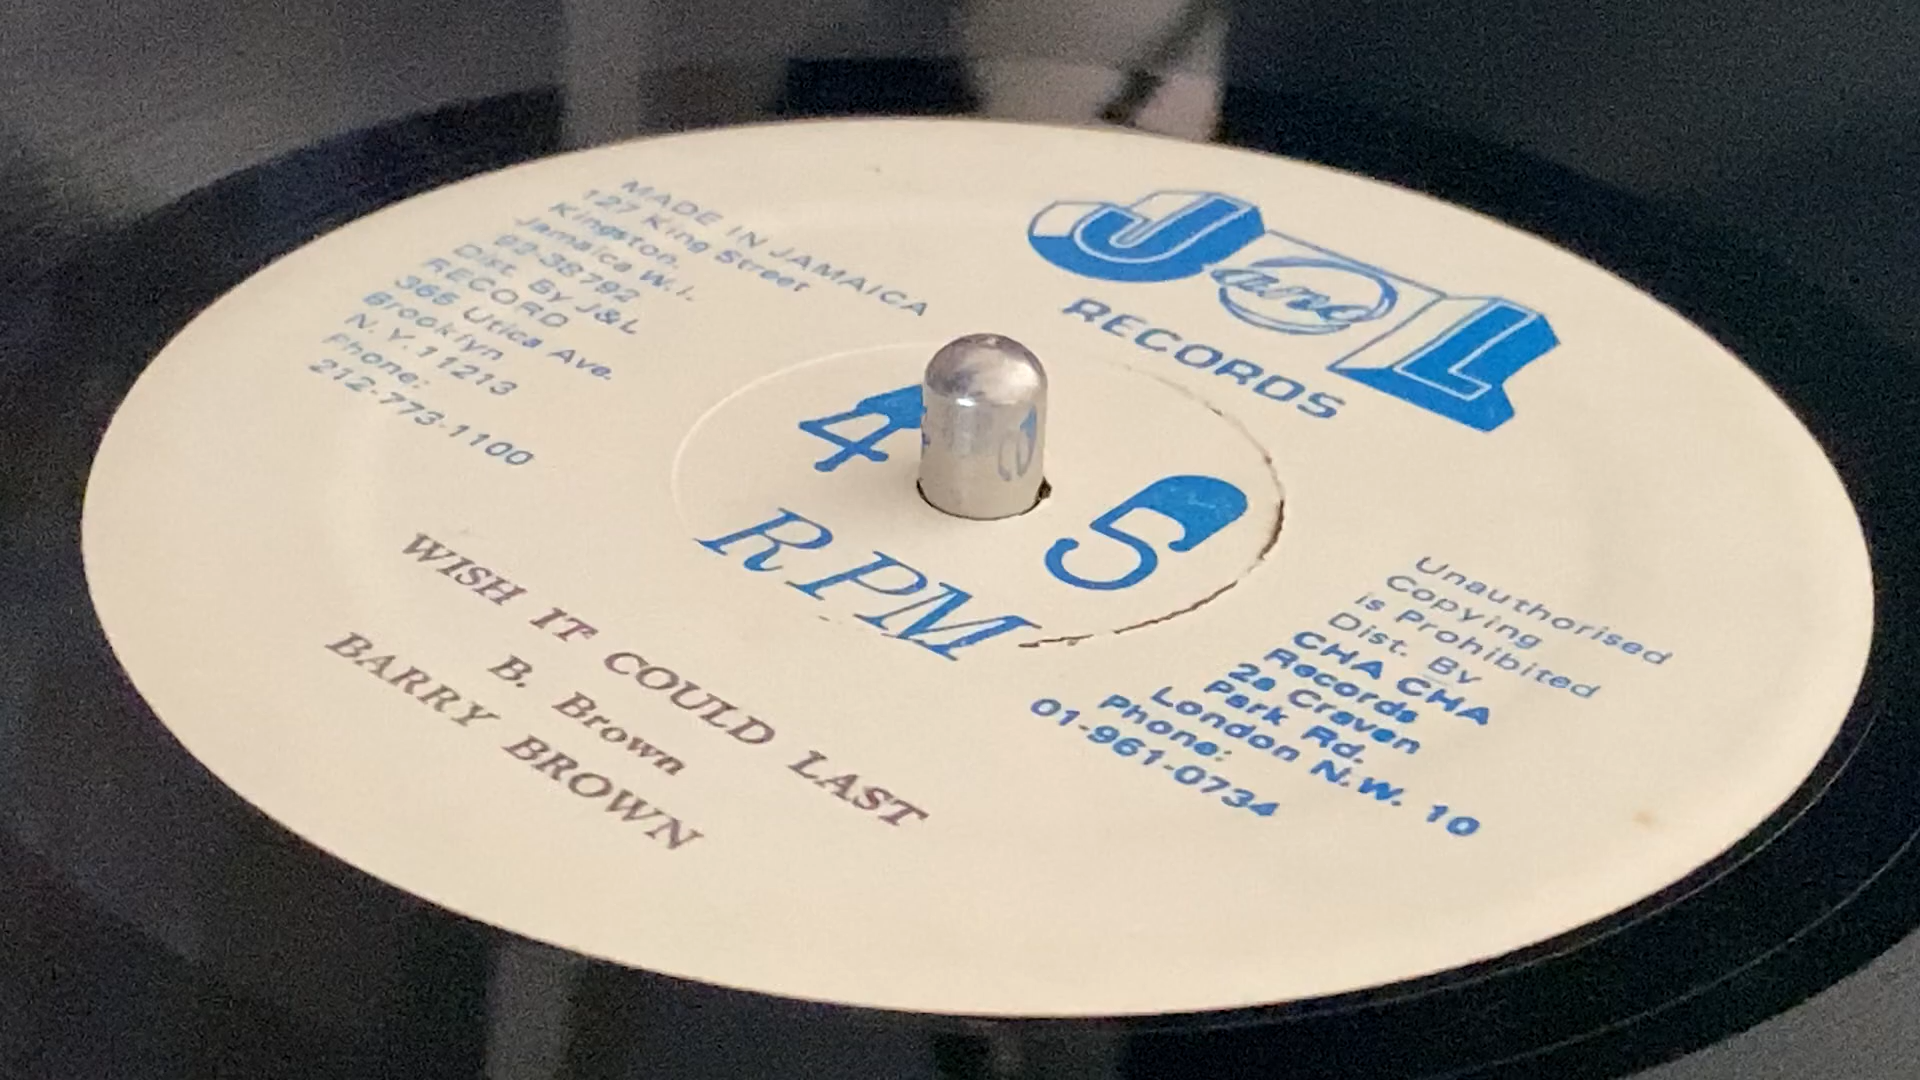 J and L
RECORDS
MADE IN JAMAICA
127 King Street
Kingston,
Jamaica W.I.
92-38792
Dist. By J&L
RECORD
365 Utica Ave.
Brooklyn
N.Y. 11213
Phone:
212-773-1100
45
RPM
Unauthorised
Copying
is Prohibited
Dist. By
CHA CHA
Records
2a Craven
Park Rd.
London N.W. 10
Phone:
01-961-0734
WISH IT COULD LAST
B. Brown
BARRY BROWN